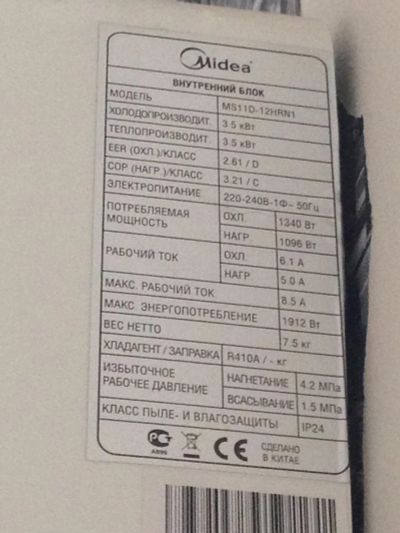 Midea
ВНУТРЕННИЙ БЛОК
МОДЕЛЬ MS11D-12HRN1
ХОЛОДОПРОИЗВОДИТ. 3.5 кВт
ТЕПЛОПРОИЗВОДИТ. 3.5 кВт
EER (ОХЛ.)/КЛАСС 2.61 / D
COP (НАГР.)/КЛАСС 3.21 / C
ЭЛЕКТРОПИТАНИЕ 220-240В-1Ф~ 50Гц
ПОТРЕБЛЯЕМАЯ МОЩНОСТЬ ОХЛ. 1340 Вт
НАГР 1096 Вт
РАБОЧИЙ ТОК ОХЛ. 6.1 А
НАГР 5.0 А
МАКС. РАБОЧИЙ ТОК 8.5 А
МАКС. ЭНЕРГОПОТРЕБЛЕНИЕ 1912 Вт
ВЕС НЕТТО 7.5 кг
ХЛАДАГЕНТ / ЗАПРАВКА R410A / - кг
ИЗБЫТОЧНОЕ РАБОЧЕЕ ДАВЛЕНИЕ НАГНЕТАНИЕ 4.2 МПа
ВСАСЫВАНИЕ 1.5 МПа
КЛАСС ПЫЛЕ- И ВЛАГОЗАЩИТЫ IP24
CE СДЕЛАНО
В КИТАЕ